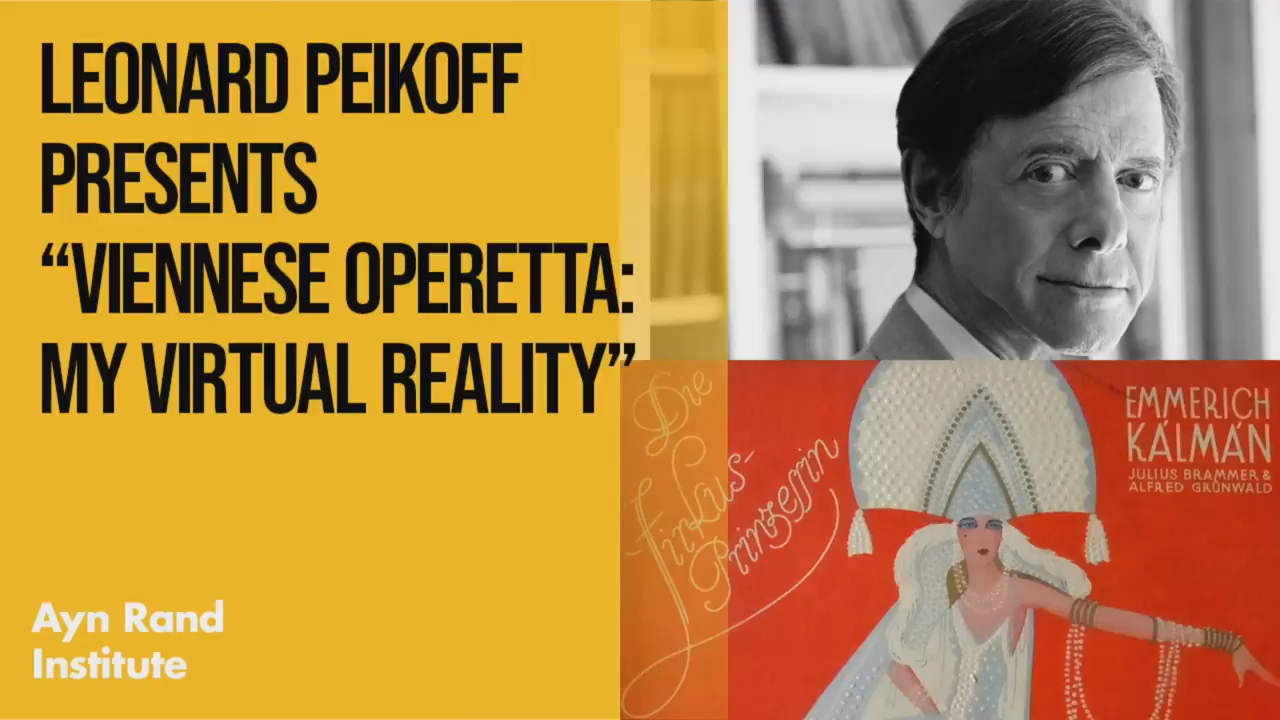 LEONARD PEIKOFF
PRESENTS
“VIENNESE OPERETTA:
MY VIRTUAL REALITY”
Ayn Rand
Institute
Die
Zirkus-
Prinzessin
EMMERICH
KÁLMÁN
JULIUS BRAMMER &
ALFRED GRÜNWALD